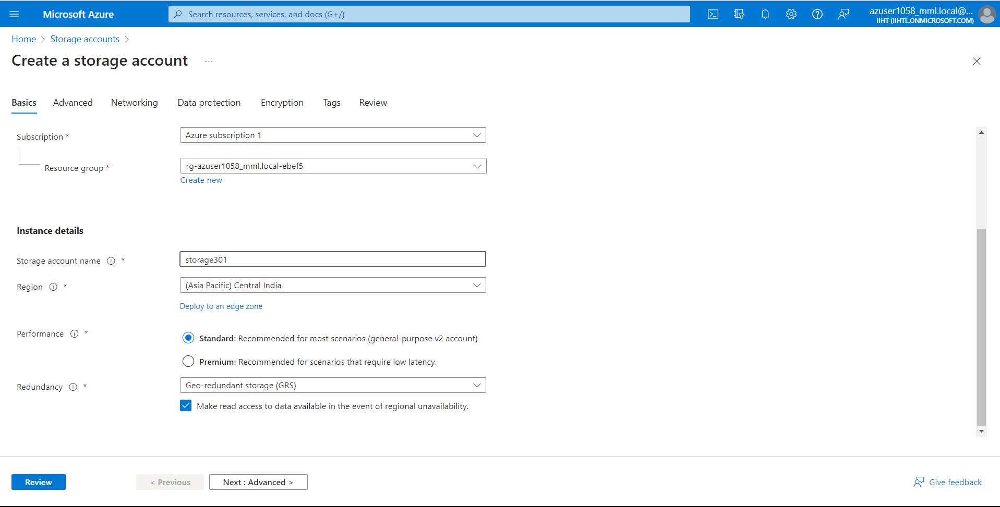 Microsoft Azure
Search resources, services, and docs (G+/)
azuser1058_mml.local@...
IIHT (IIHTL.ONMICROSOFT.COM)
Home > Storage accounts >
Create a storage account ...
Basics Advanced Networking Data protection Encryption Tags Review
Subscription * Azure subscription 1
Resource group * rg-azuser1058_mml.local-ebef5
Create new
Instance details
Storage account name * storage301
Region * (Asia Pacific) Central India
Deploy to an edge zone
Performance * Standard: Recommended for most scenarios (general-purpose v2 account)
Premium: Recommended for scenarios that require low latency.
Redundancy * Geo-redundant storage (GRS)
Make read access to data available in the event of regional unavailability.
Review < Previous Next : Advanced > Give feedback